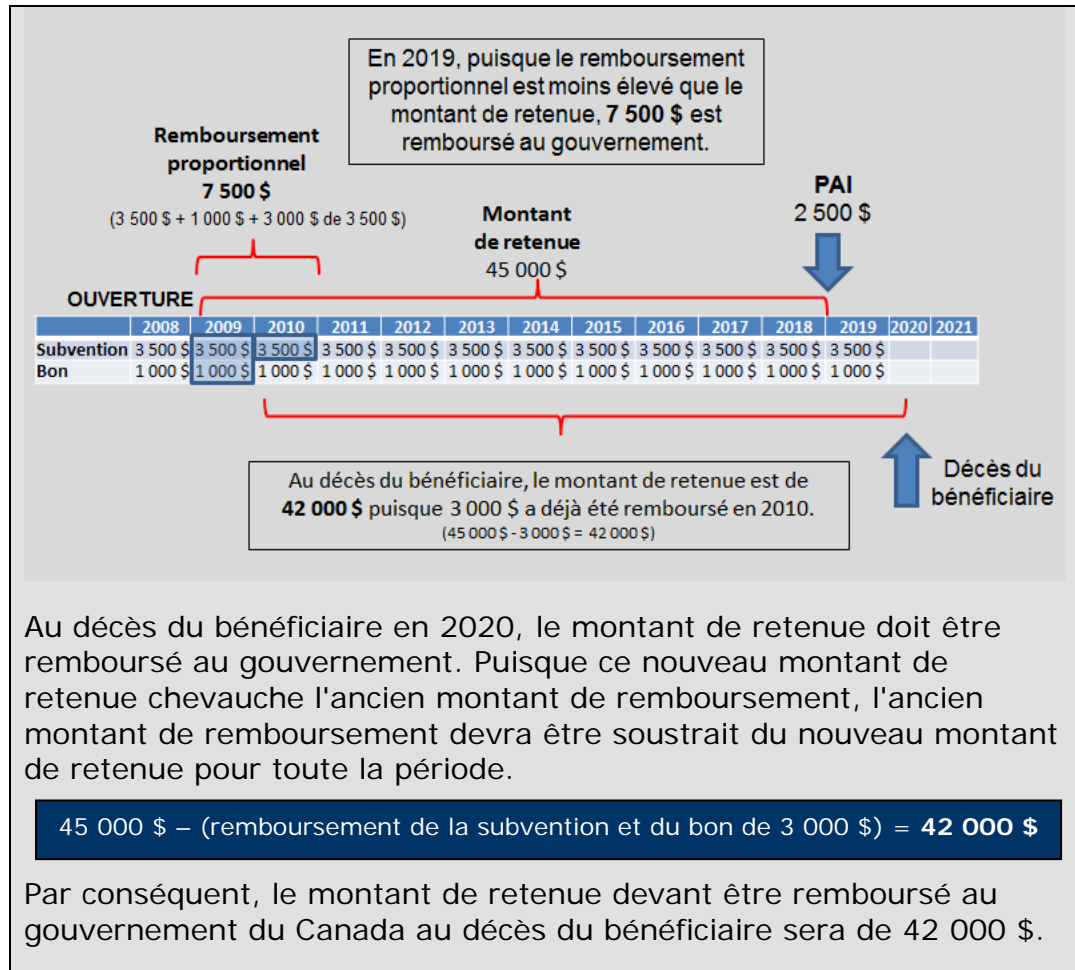 En 2019, puisque le remboursement
proportionnel est moins élevé que le
montant de retenue, 7 500 $ est
remboursé au gouvernement.
Remboursement
proportionnel
7 500 $
(3 500 $ + 1 000 $ + 3 000 $ de 3 500 $)
Montant
de retenue
45 000 $
PAI
2 500 $
OUVERTURE
2008 2009 2010 2011 2012 2013 2014 2015 2016 2017 2018 2019 2020 2021
Subvention 3 500 $ 3 500 $ 3 500 $ 3 500 $ 3 500 $ 3 500 $ 3 500 $ 3 500 $ 3 500 $ 3 500 $ 3 500 $ 3 500 $
Bon 1 000 $ 1 000 $ 1 000 $ 1 000 $ 1 000 $ 1 000 $ 1 000 $ 1 000 $ 1 000 $ 1 000 $ 1 000 $ 1 000 $
Au décès du bénéficiaire, le montant de retenue est de
42 000 $ puisque 3 000 $ a déjà été remboursé en 2010.
(45 000 $ - 3 000 $ = 42 000 $)
Décès du
bénéficiaire
Au décès du bénéficiaire en 2020, le montant de retenue doit être
remboursé au gouvernement. Puisque ce nouveau montant de
retenue chevauche l'ancien montant de remboursement, l'ancien
montant de remboursement devra être soustrait du nouveau montant
de retenue pour toute la période.
45 000 $ – (remboursement de la subvention et du bon de 3 000 $) = 42 000 $
Par conséquent, le montant de retenue devant être remboursé au
gouvernement du Canada au décès du bénéficiaire sera de 42 000 $.